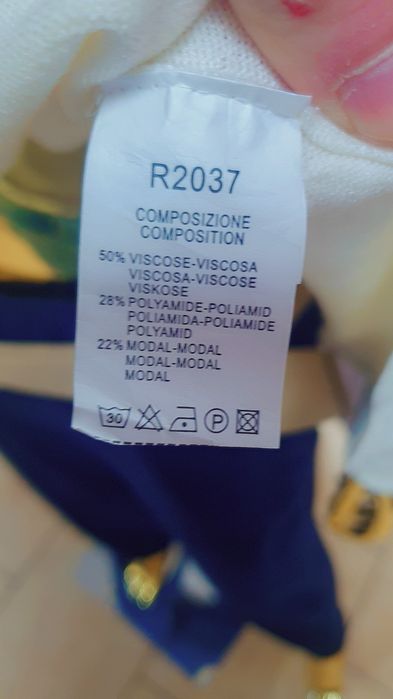 R2037
COMPOSIZIONE
COMPOSITION
50% VISCOSE-VISCOSA
VISCOSA-VISCOSE
VISKOSE
28% POLYAMIDE-POLIAMID
POLIAMIDA-POLIAMIDE
POLYAMID
22% MODAL-MODAL
MODAL-MODAL
MODAL
30 P